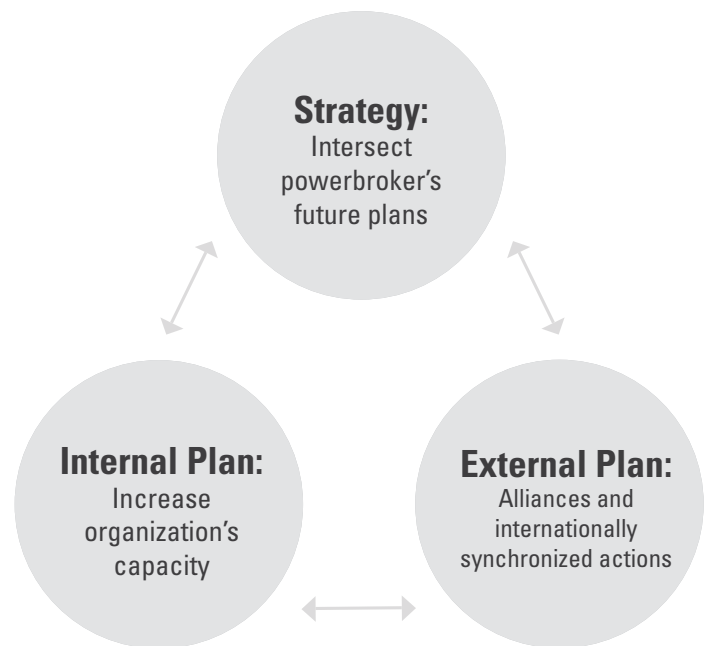 Strategy:
Intersect
powerbroker's
future plans
Internal Plan:
Increase
organization's
capacity
External Plan:
Alliances and
internationally
synchronized actions